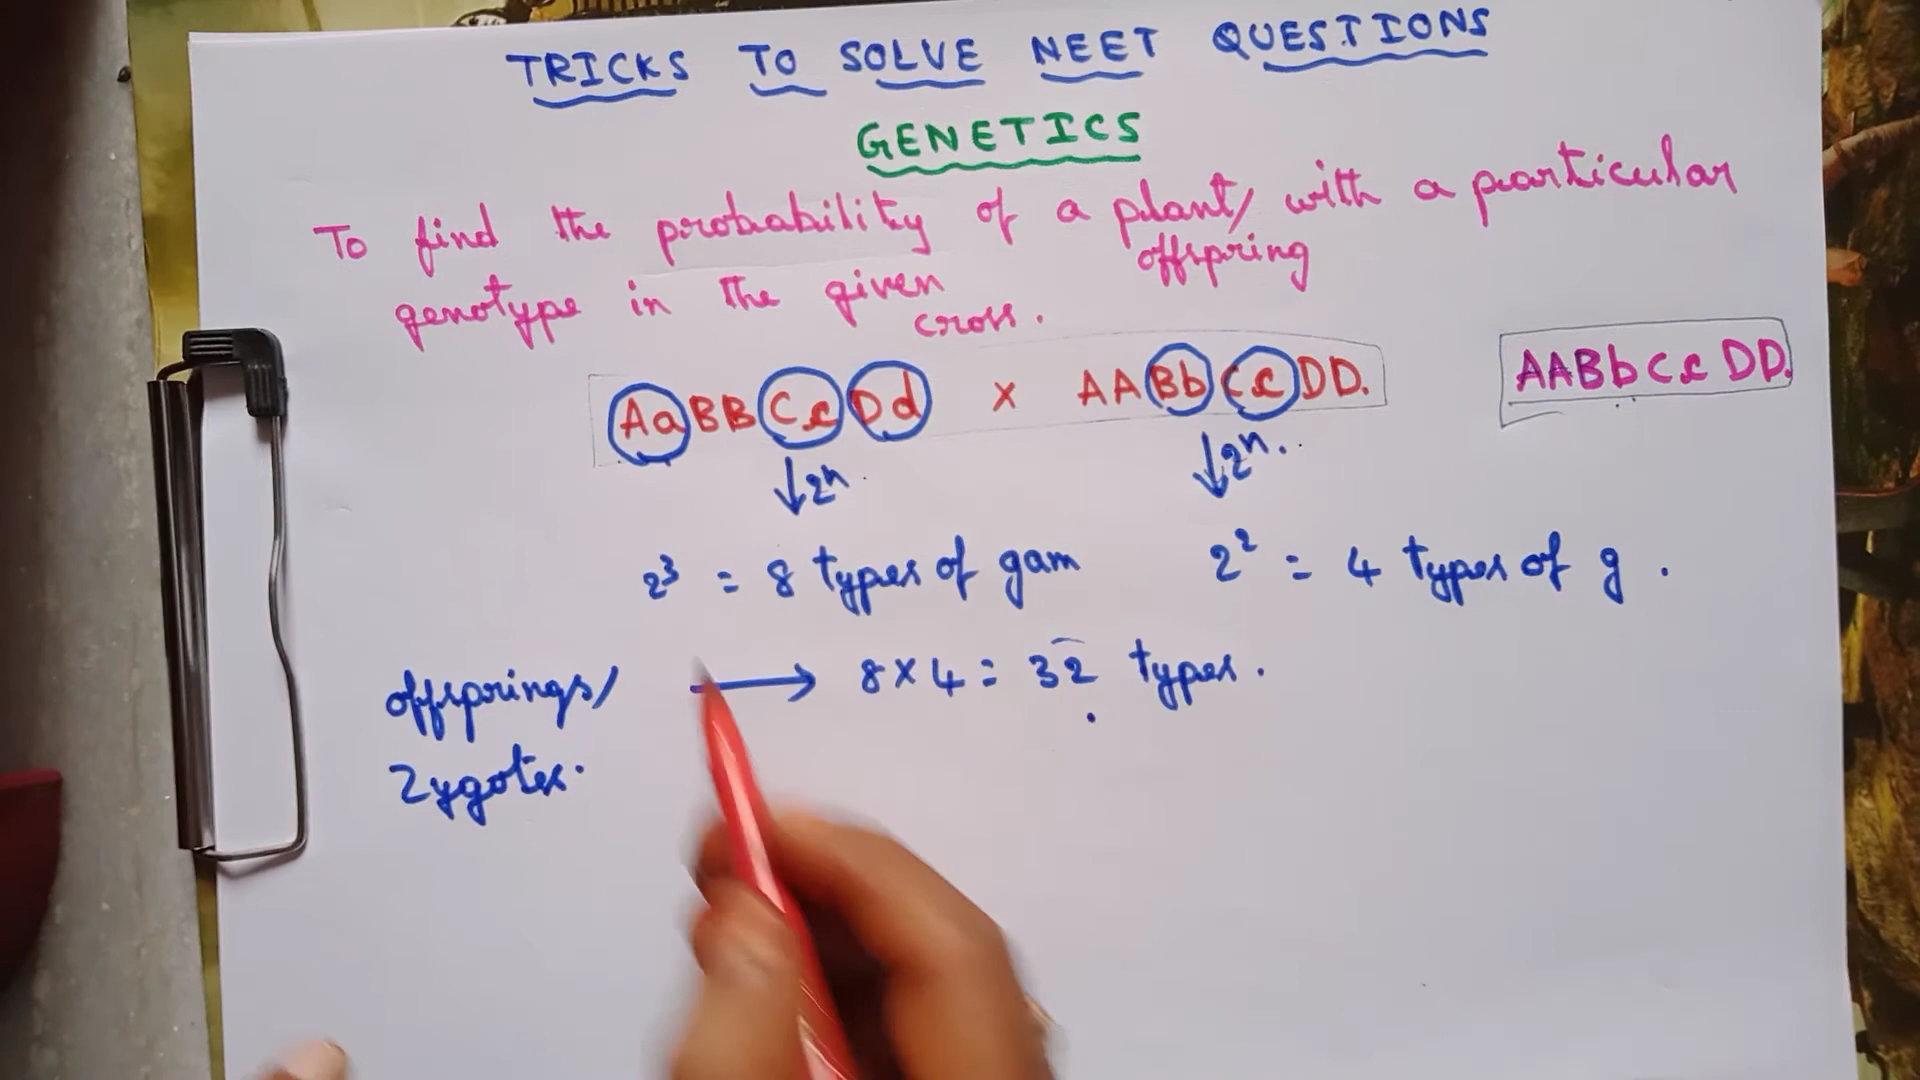 TRICKS TO SOLVE NEET QUESTIONS
GENETICS
To find the probability of a plant/ with a particular
offspring
genotype in the given
cross.
AaBBCcDd x AABbCcDD.
AABbCcDD.
↓2ⁿ.
↓2ⁿ.
2³ = 8 types of gam
2² = 4 types of g.
offsprings/ → 8 x 4 = 32 types.
Zygotes.